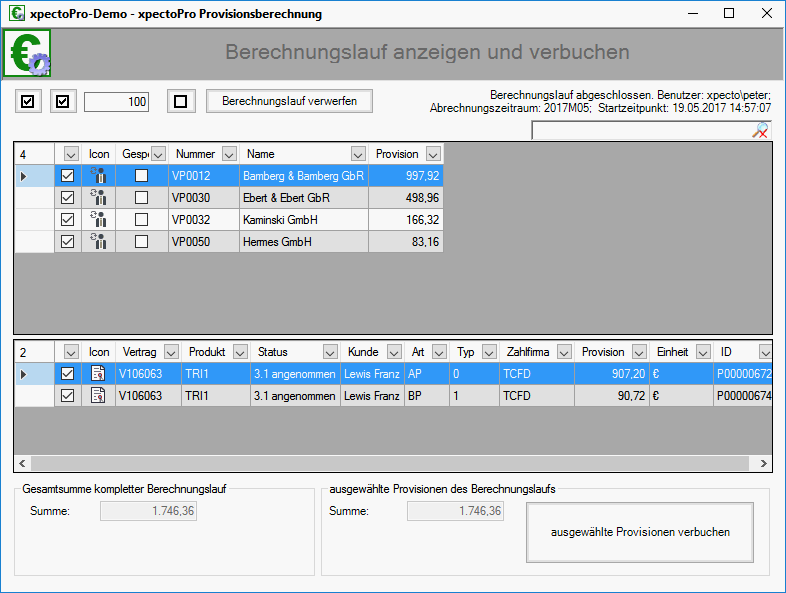 xpectoPro-Demo - xpectoPro Provisionsberechnung
€
Berechnungslauf anzeigen und verbuchen
100
Berechnungslauf verwerfen
Berechnungslauf abgeschlossen. Benutzer: xpecto\peter;
Abrechnungszeitraum: 2017M05; Startzeitpunkt: 19.05.2017 14:57:07
4 Icon Gespe Nummer Name Provision
VP0012 Bamberg & Bamberg GbR 997,92
VP0030 Ebert & Ebert GbR 498,96
VP0032 Kaminski GmbH 166,32
VP0050 Hermes GmbH 83,16
2 Icon Vertrag Produkt Status Kunde Art Typ Zahlfirma Provision Einheit ID
V106063 TRI1 3.1 angenommen Lewis Franz AP 0 TCFD 907,20 € P00000672
V106063 TRI1 3.1 angenommen Lewis Franz BP 1 TCFD 90,72 € P00000674
Gesamtsumme kompletter Berechnungslauf
Summe: 1.746,36
ausgewählte Provisionen des Berechnungslaufs
Summe: 1.746,36
ausgewählte Provisionen verbuchen